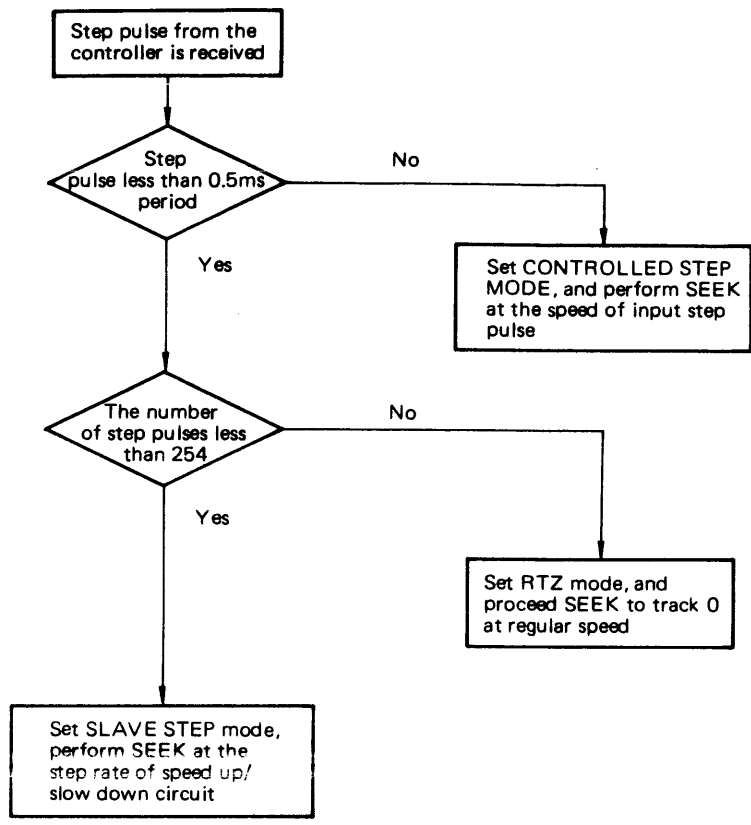 Step pulse from the
controller is received
Step
pulse less than 0.5ms
period
No
Yes
Set CONTROLLED STEP
MODE, and perform SEEK
at the speed of input step
pulse
The number
of step pulses less
than 254
No
Yes
Set RTZ mode, and
proceed SEEK to track 0
at regular speed
Set SLAVE STEP mode,
perform SEEK at the
step rate of speed up/
slow down circuit